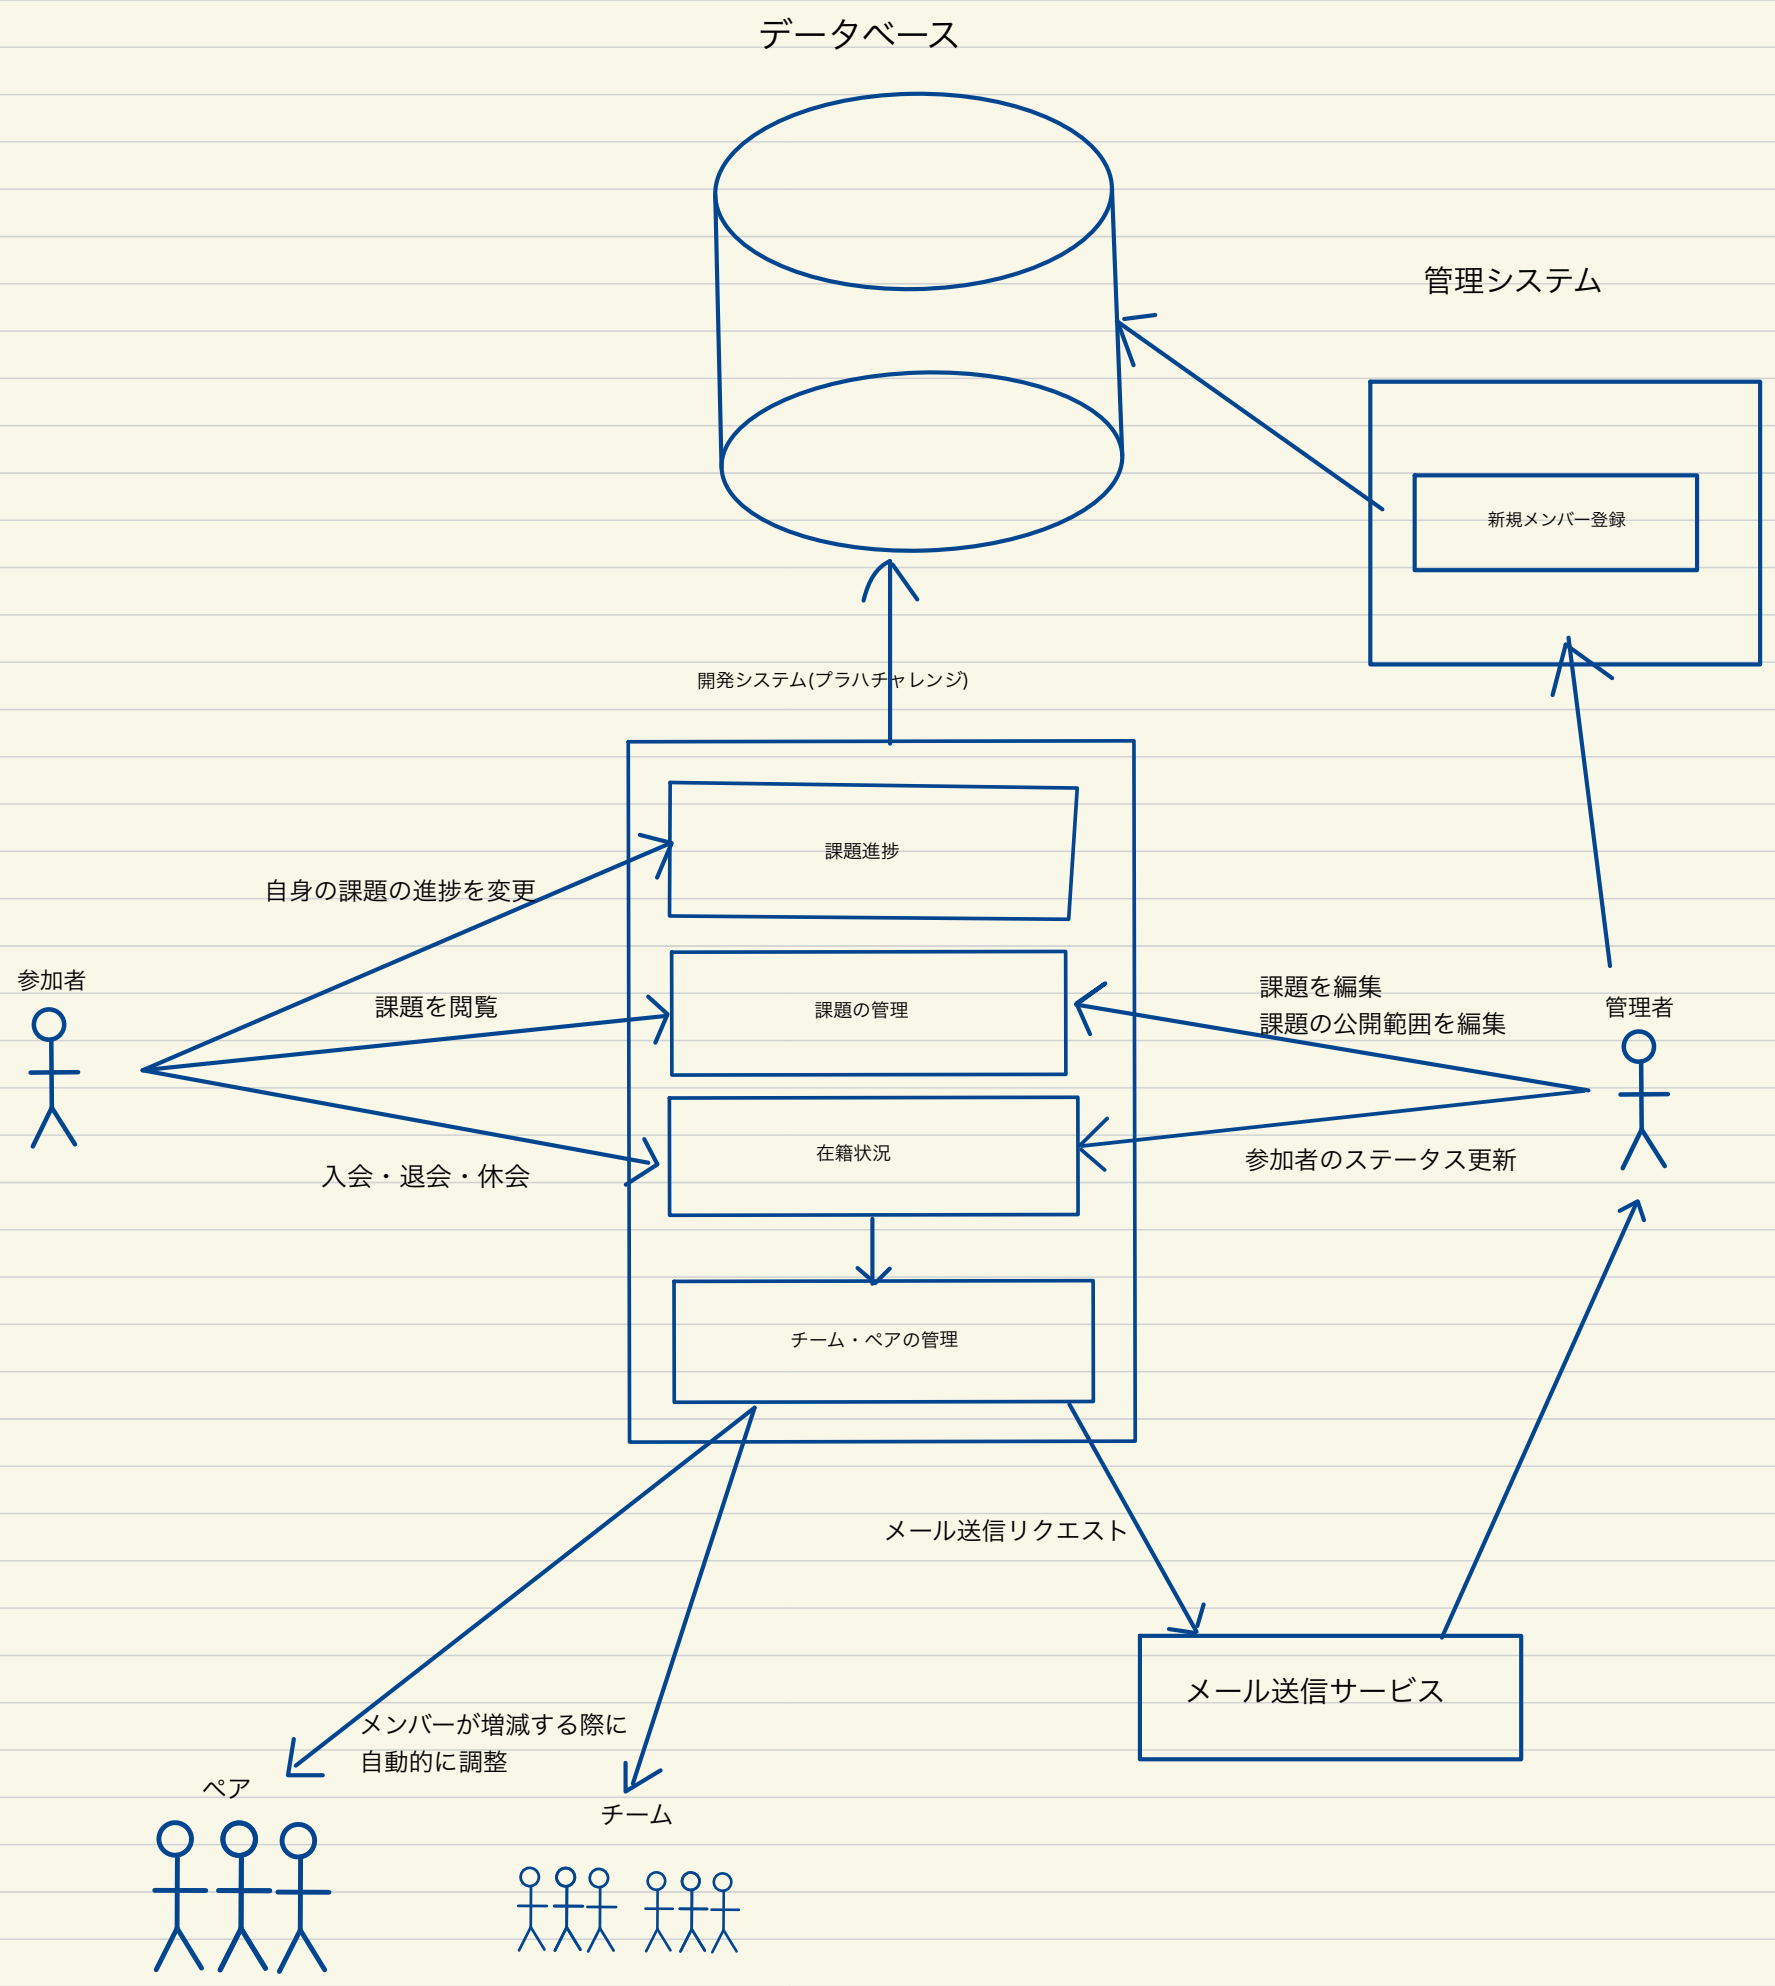 データベース
管理システム
新規メンバー登録
開発システム(プラハチャレンジ)
課題進捗
自身の課題の進捗を変更
参加者
課題を閲覧
課題の管理
課題を編集
課題の公開範囲を編集
管理者
入会・退会・休会
在籍状況
参加者のステータス更新
チーム・ペアの管理
メール送信リクエスト
メール送信サービス
メンバーが増減する際に
自動的に調整
ペア
チーム